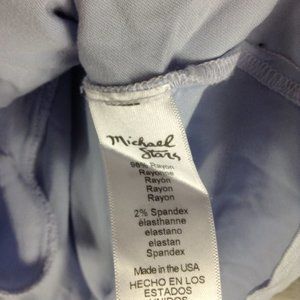 Michael
Stars
98% Rayon
Rayonne
Rayón
Rayon
Rayon
2% Spandex
élasthanne
elastano
elastan
Spandex
Made in the USA
HECHO EN LOS
ESTADOS
UNIDOS